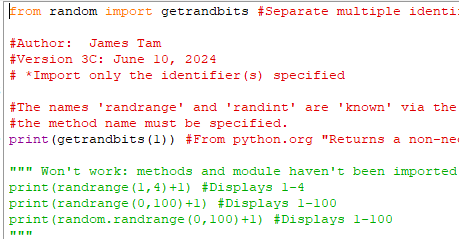 from random import getrandbits #Separate multiple
#Author:  James Tam
#Version 3C: June 10, 2024
# *Import only the identifier(s) specified
#The names 'randrange' and 'randint' are 'known' via the
#the method name must be specified.
print(getrandbits(1)) #From python.org "Returns a
""" Won't work: methods and module haven't been imported
print(randrange(1,4)+1) #Displays 1-4
print(randrange(0,100)+1) #Displays 1-100
print(random.randrange(0,100)+1) #Displays 1-100
"""